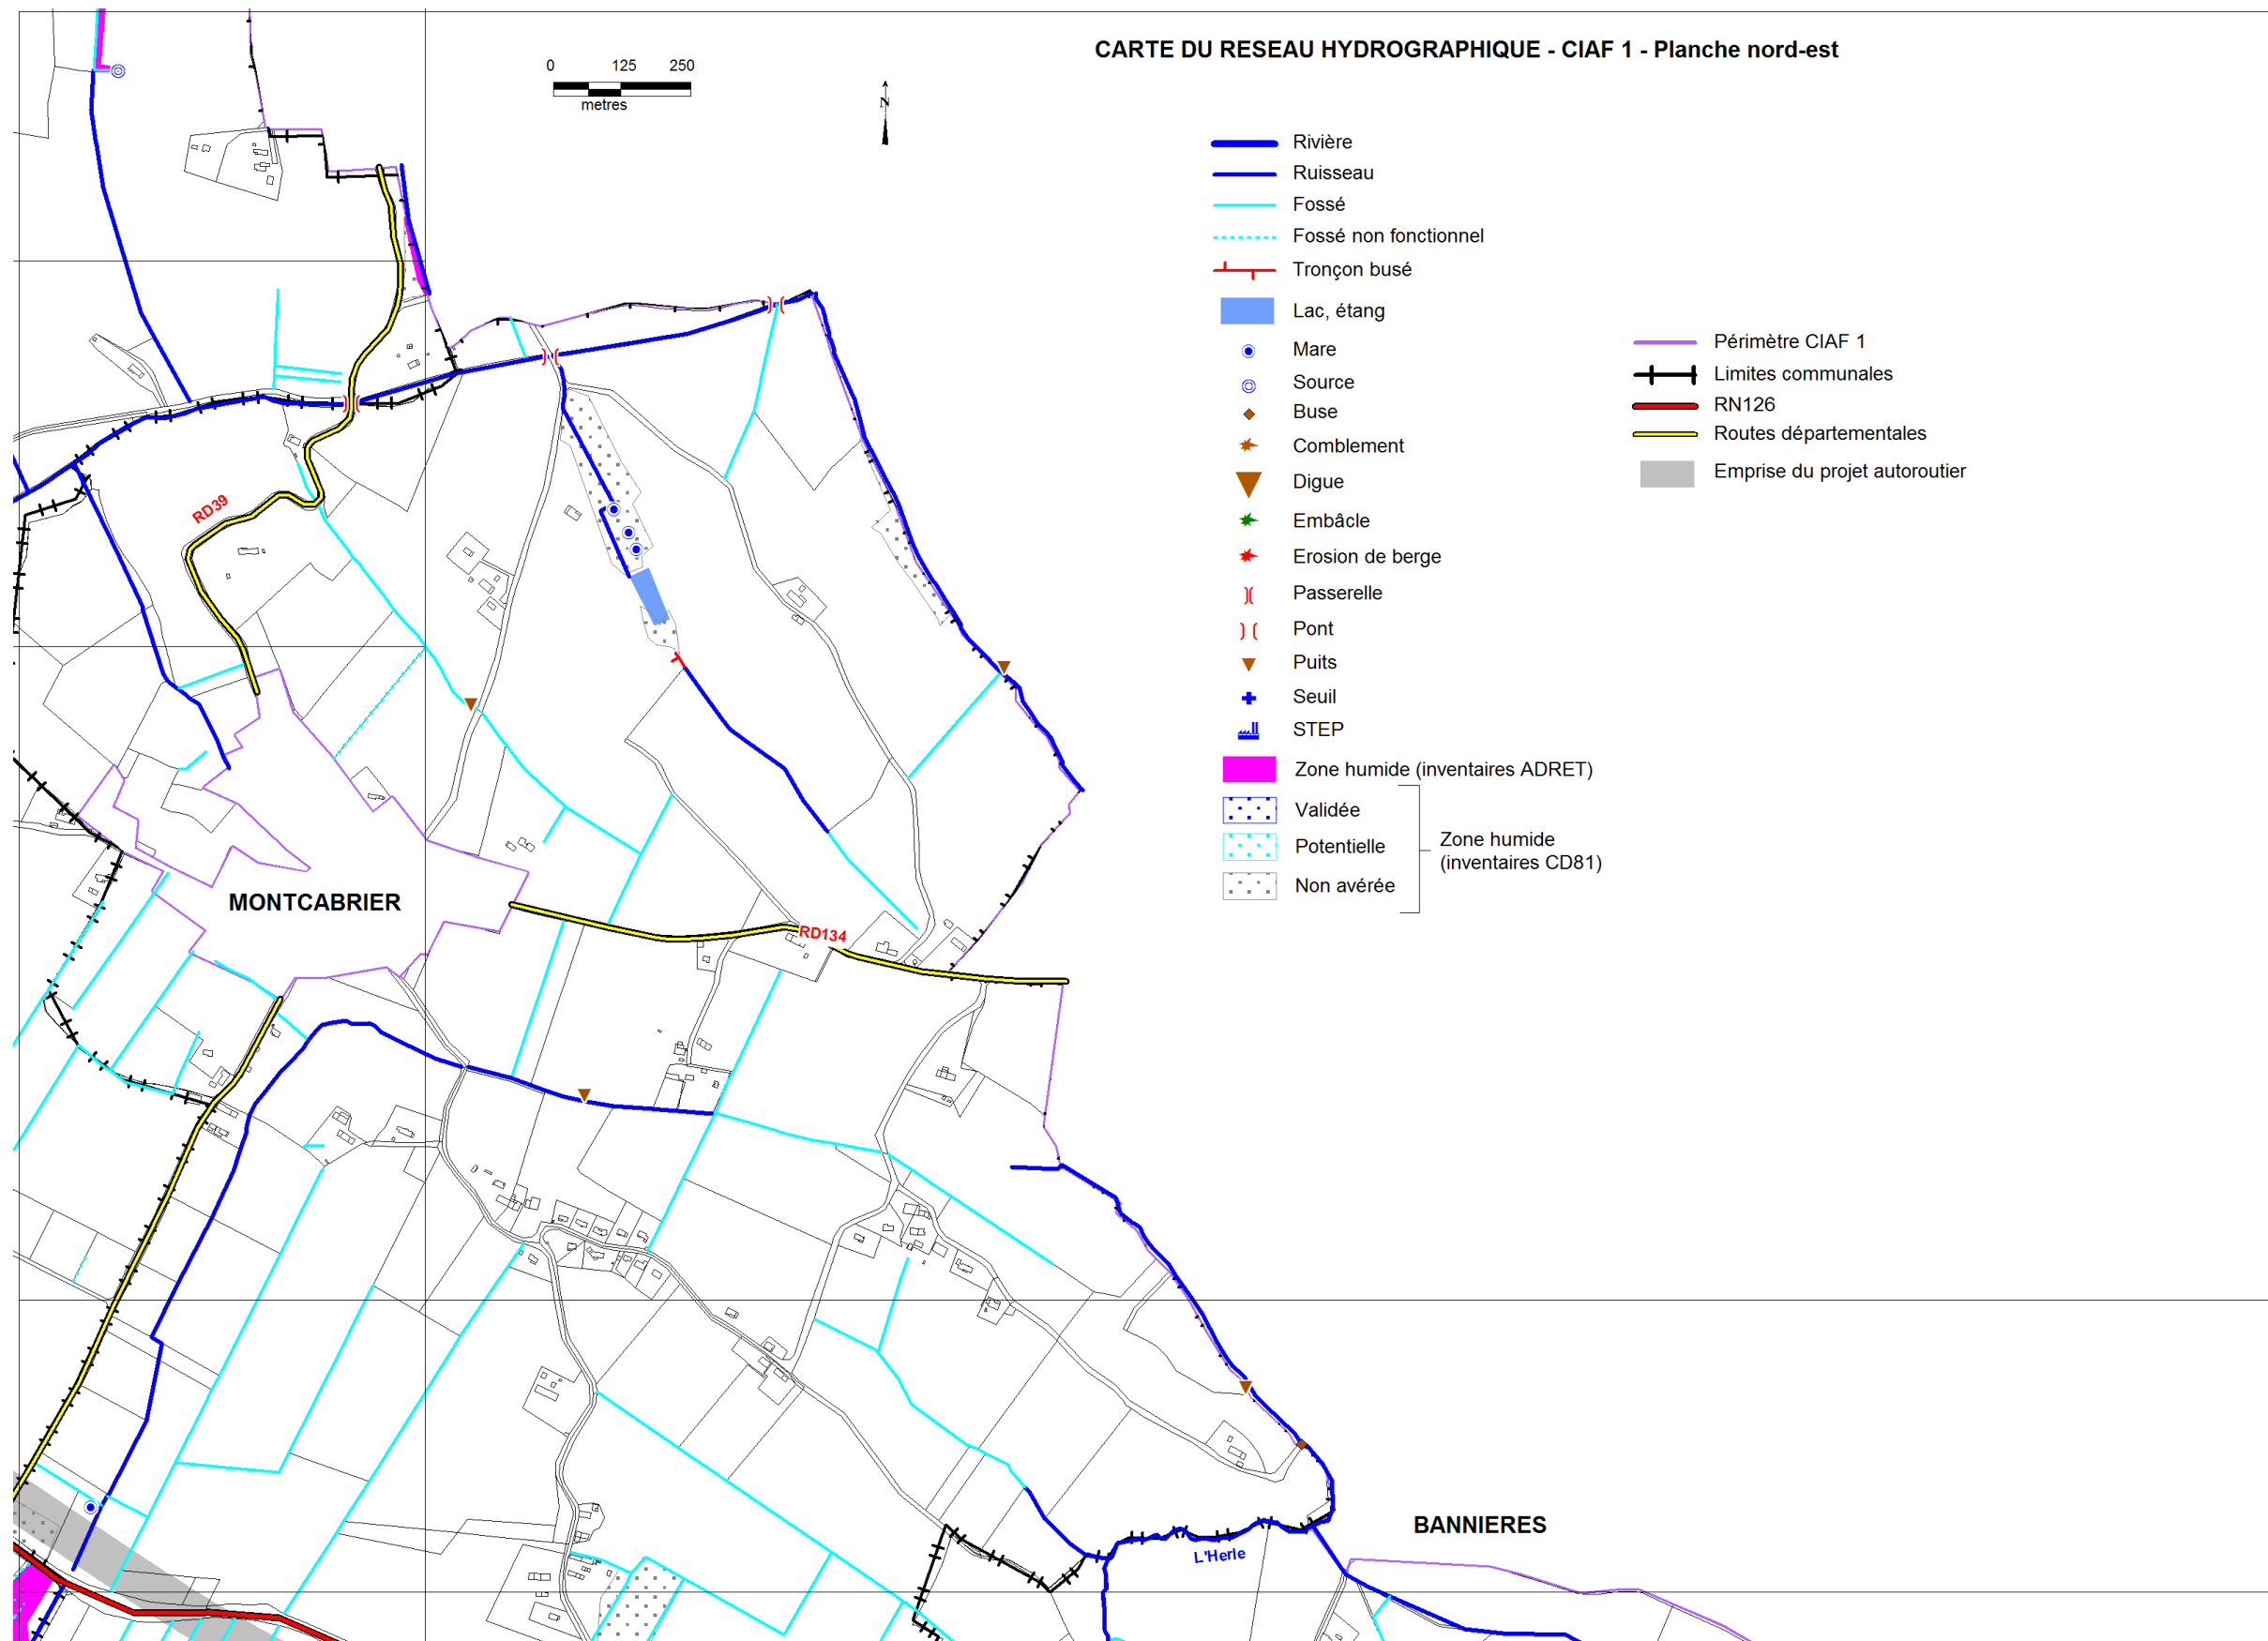 CARTE DU RESEAU HYDROGRAPHIQUE - CIAF 1 - Planche nord-est
0 125 250
metres
N
Rivière
Ruisseau
Fossé
Fossé non fonctionnel
Tronçon busé
Lac, étang
Mare
Source
Buse
Comblement
Digue
Embâcle
Erosion de berge
Passerelle
Pont
Puits
Seuil
STEP
Zone humide (inventaires ADRET)
Validée
Potentielle
Non avérée
Zone humide
(inventaires CD81)
Périmètre CIAF 1
Limites communales
RN126
Routes départementales
Emprise du projet autoroutier
RD39
MONTCABRIER
RD134
BANNIERES
L'Herle